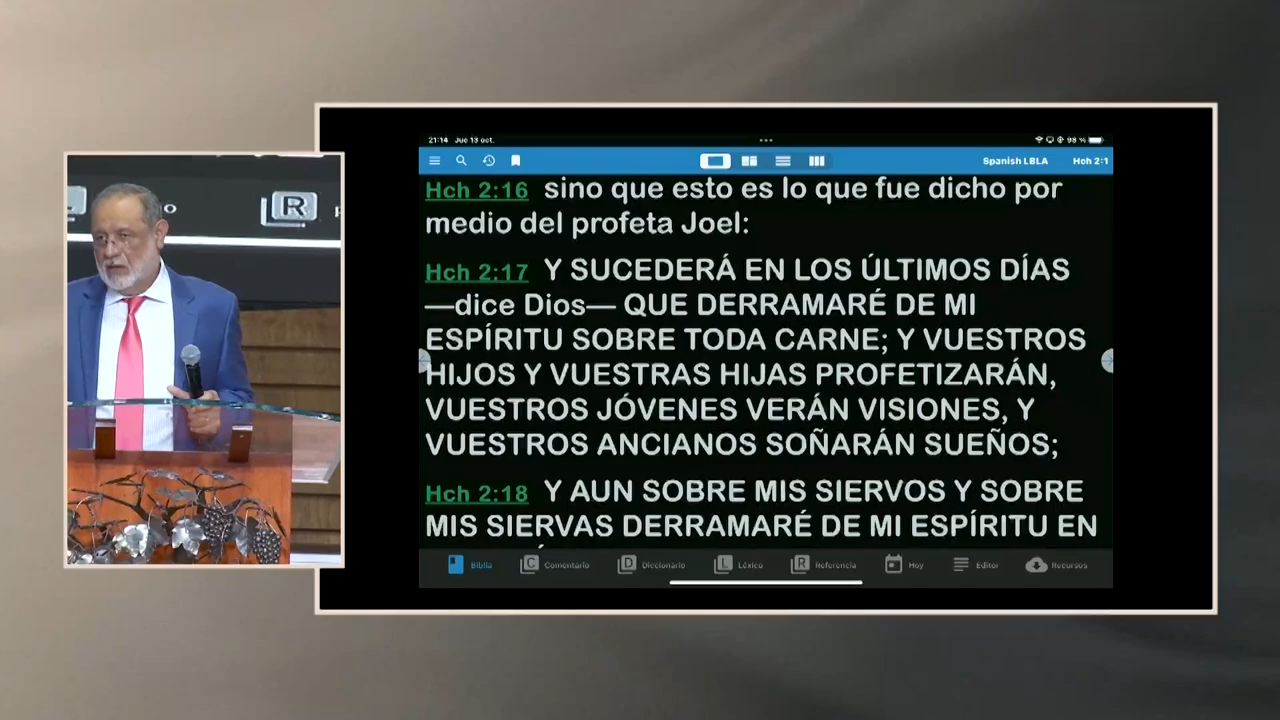 21:14 Jue 13 oct.
98 %
Spanish LBLA Hch 2:1
Hch 2:16 sino que esto es lo que fue dicho por
medio del profeta Joel:
Hch 2:17 Y SUCEDERÁ EN LOS ÚLTIMOS DÍAS
—dice Dios— QUE DERRAMARÉ DE MI
ESPÍRITU SOBRE TODA CARNE; Y VUESTROS
HIJOS Y VUESTRAS HIJAS PROFETIZARÁN,
VUESTROS JÓVENES VERÁN VISIONES, Y
VUESTROS ANCIANOS SOÑARÁN SUEÑOS;
Hch 2:18 Y AUN SOBRE MIS SIERVOS Y SOBRE
MIS SIERVAS DERRAMARÉ DE MI ESPÍRITU EN
Biblia C Comentario D Diccionario L Léxico R Referencia Hoy Editor Recursos
R